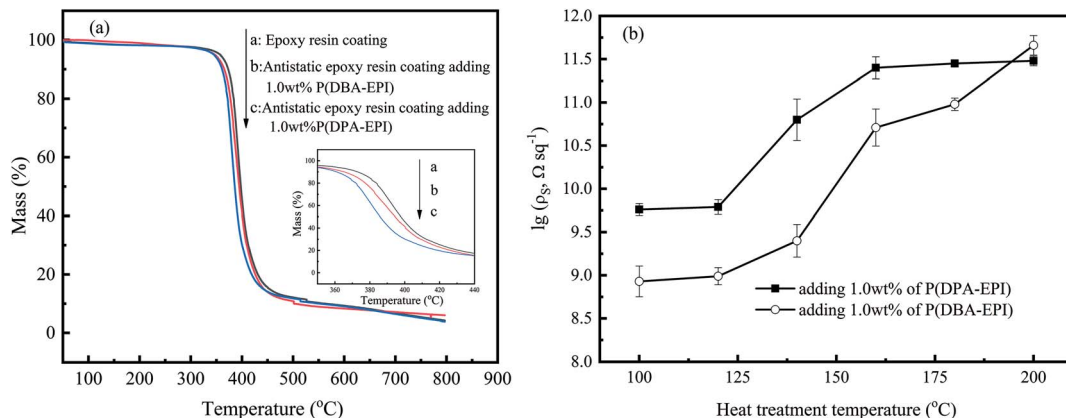 (a)
a: Epoxy resin coating
b:Antistatic epoxy resin coating adding
1.0wt% P(DBA-EPI)
c:Antistatic epoxy resin coating adding
1.0wt%P(DPA-EPI)
100
80
60
40
20
0
Mass (%)
100 200 300 400 500 600 700 800 900
Temperature (°C)
a
b
c
100
80
60
40
20
0
Mass (%)
360 380 400 420 440
Temperature (°C)
(b)
12.0
11.5
11.0
10.5
10.0
9.5
9.0
8.5
8.0
lg (ρS, Ω sq-1)
adding 1.0wt% of P(DPA-EPI)
adding 1.0wt% of P(DBA-EPI)
100 125 150 175 200
Heat treatment temperature (°C)